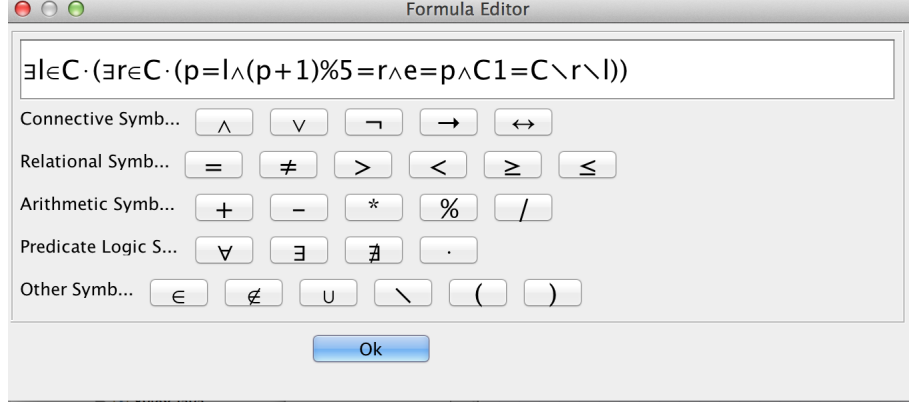 Formula Editor
∃l∈C·(∃r∈C·(p=l∧(p+1)%5=r∧e=p∧C1=C∖r∖l))
Connective Symb... ∧ ∨ ¬ → ↔
Relational Symb... = ≠ > < ≥ ≤
Arithmetic Symb... + − * % /
Predicate Logic S... ∀ ∃ ∄ ·
Other Symb... ∈ ∉ ∪ ∖ ( )
Ok